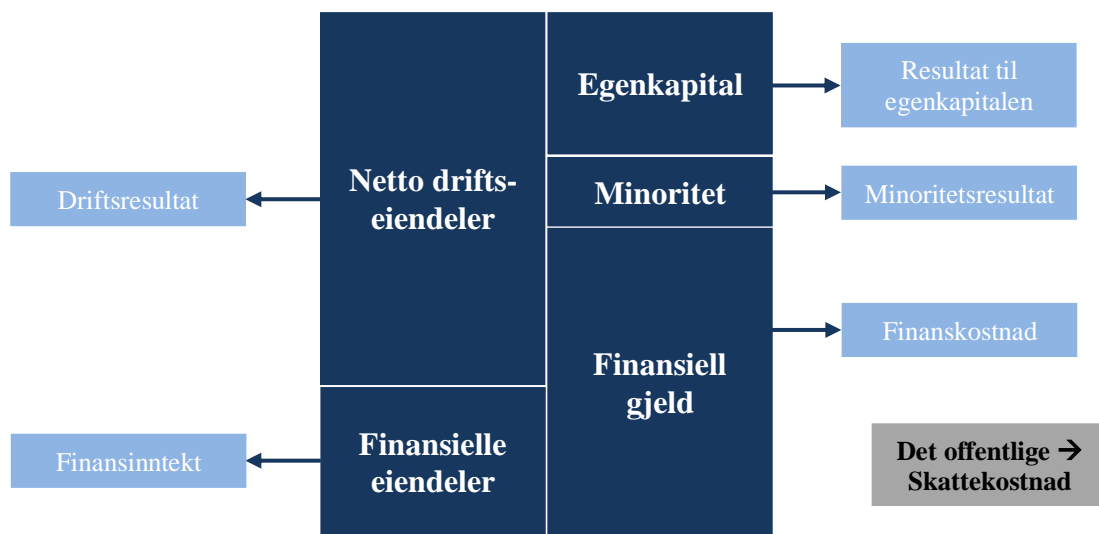 Egenkapital
Resultat til
egenkapitalen
Driftsresultat
Netto drifts-
eiendeler
Minoritet
Minoritetsresultat
Finansiell
gjeld
Finanskostnad
Finansinntekt
Finansielle
eiendeler
Det offentlige →
Skattekostnad